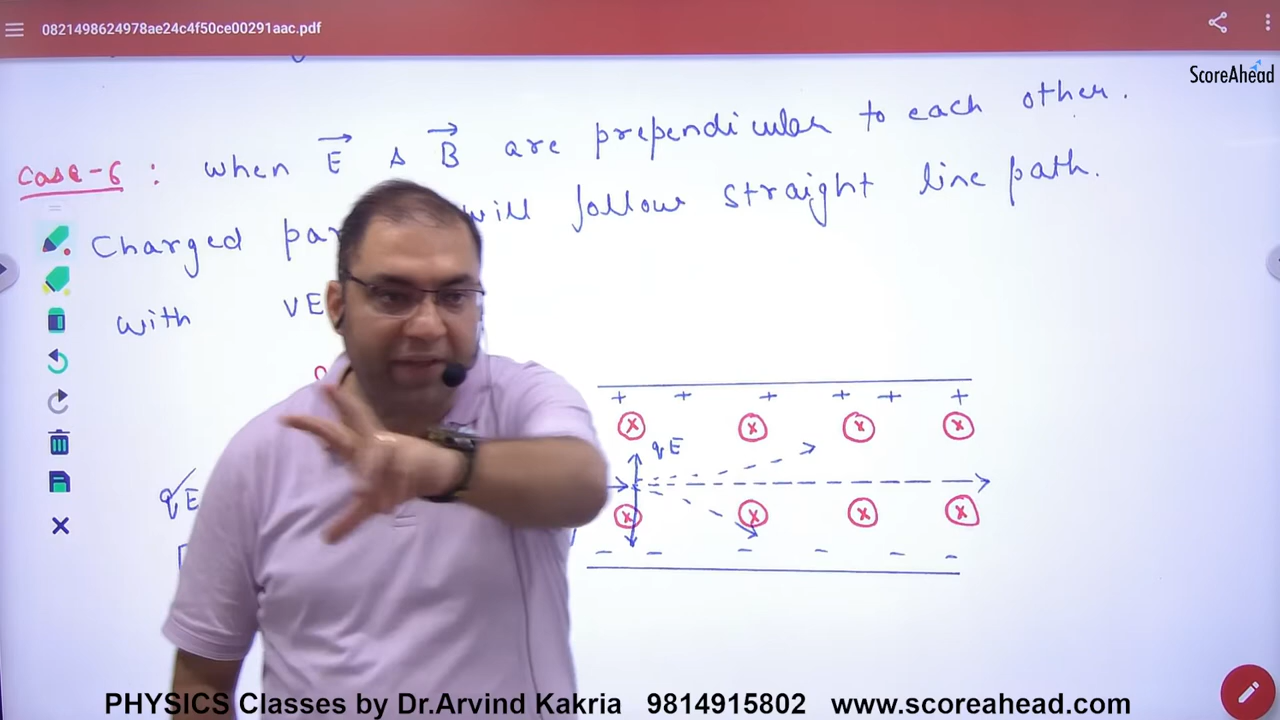 0821498624978ae24c4f50ce00291aac.pdf
ScoreAhead
Case-6 : when E & B are prependicular to each other.
Charged par will follow straight line path.
with VE
qE
+ + + + + +
x x x x
qE
x x x x
- - - - - -
PHYSICS Classes by Dr.Arvind Kakria 9814915802 www.scoreahead.com